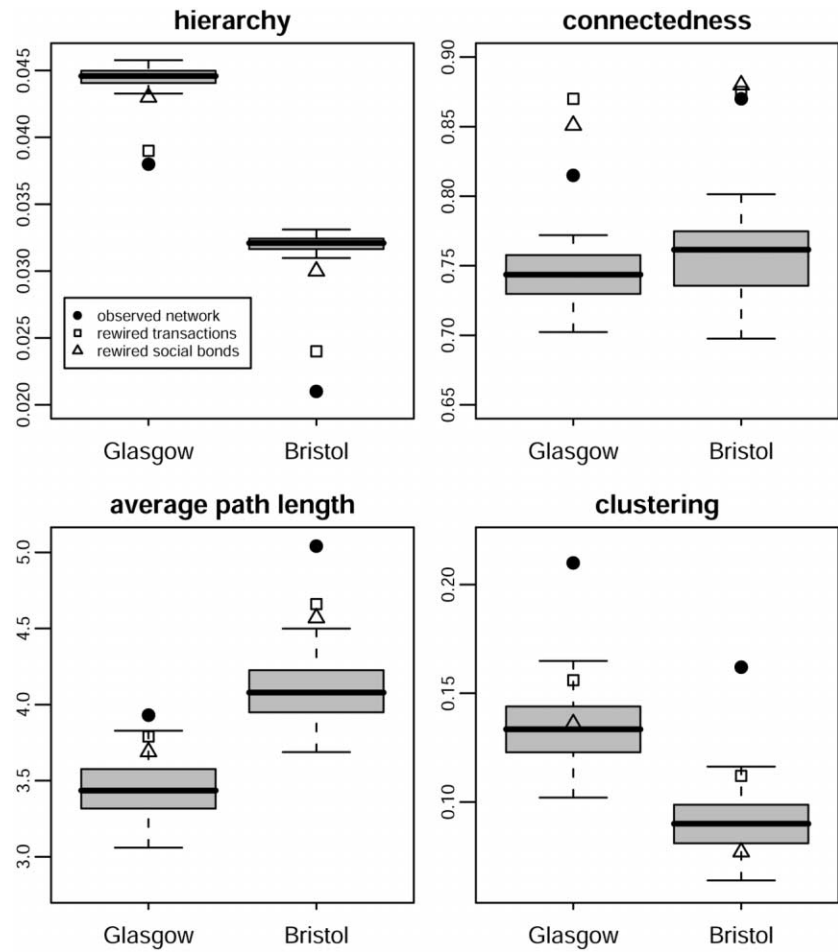 hierarchy
0.045
0.040
0.035
0.030
0.025
0.020
observed network
rewired transactions
rewired social bonds
Glasgow Bristol
connectedness
0.90
0.85
0.80
0.75
0.70
0.65
Glasgow Bristol
average path length
5.0
4.5
4.0
3.5
3.0
Glasgow Bristol
clustering
0.20
0.15
0.10
Glasgow Bristol